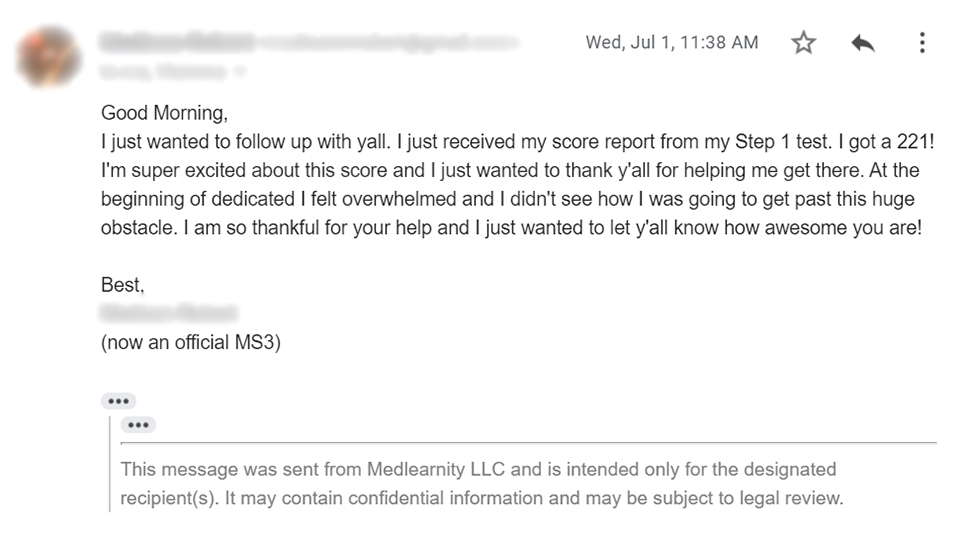 Wed, Jul 1, 11:38 AM
Good Morning,
I just wanted to follow up with yall. I just received my score report from my Step 1 test. I got a 221!
I'm super excited about this score and I just wanted to thank y'all for helping me get there. At the
beginning of dedicated I felt overwhelmed and I didn't see how I was going to get past this huge
obstacle. I am so thankful for your help and I just wanted to let y'all know how awesome you are!
Best,
(now an official MS3)
This message was sent from Medlearnity LLC and is intended only for the designated
recipient(s). It may contain confidential information and may be subject to legal review.